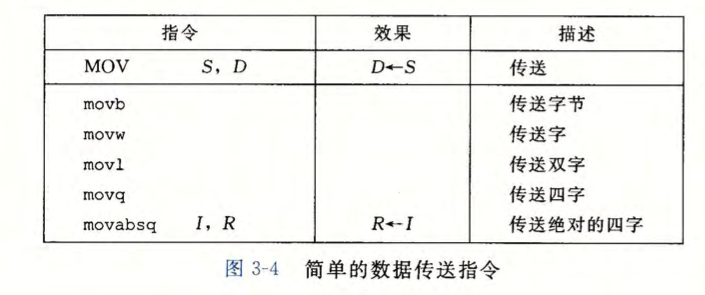 指令 效果 描述
MOV S, D D←S 传送
movb 传送字节
movw 传送字
movl 传送双字
movq 传送四字
movabsq I, R R←I 传送绝对的四字
图 3-4 简单的数据传送指令